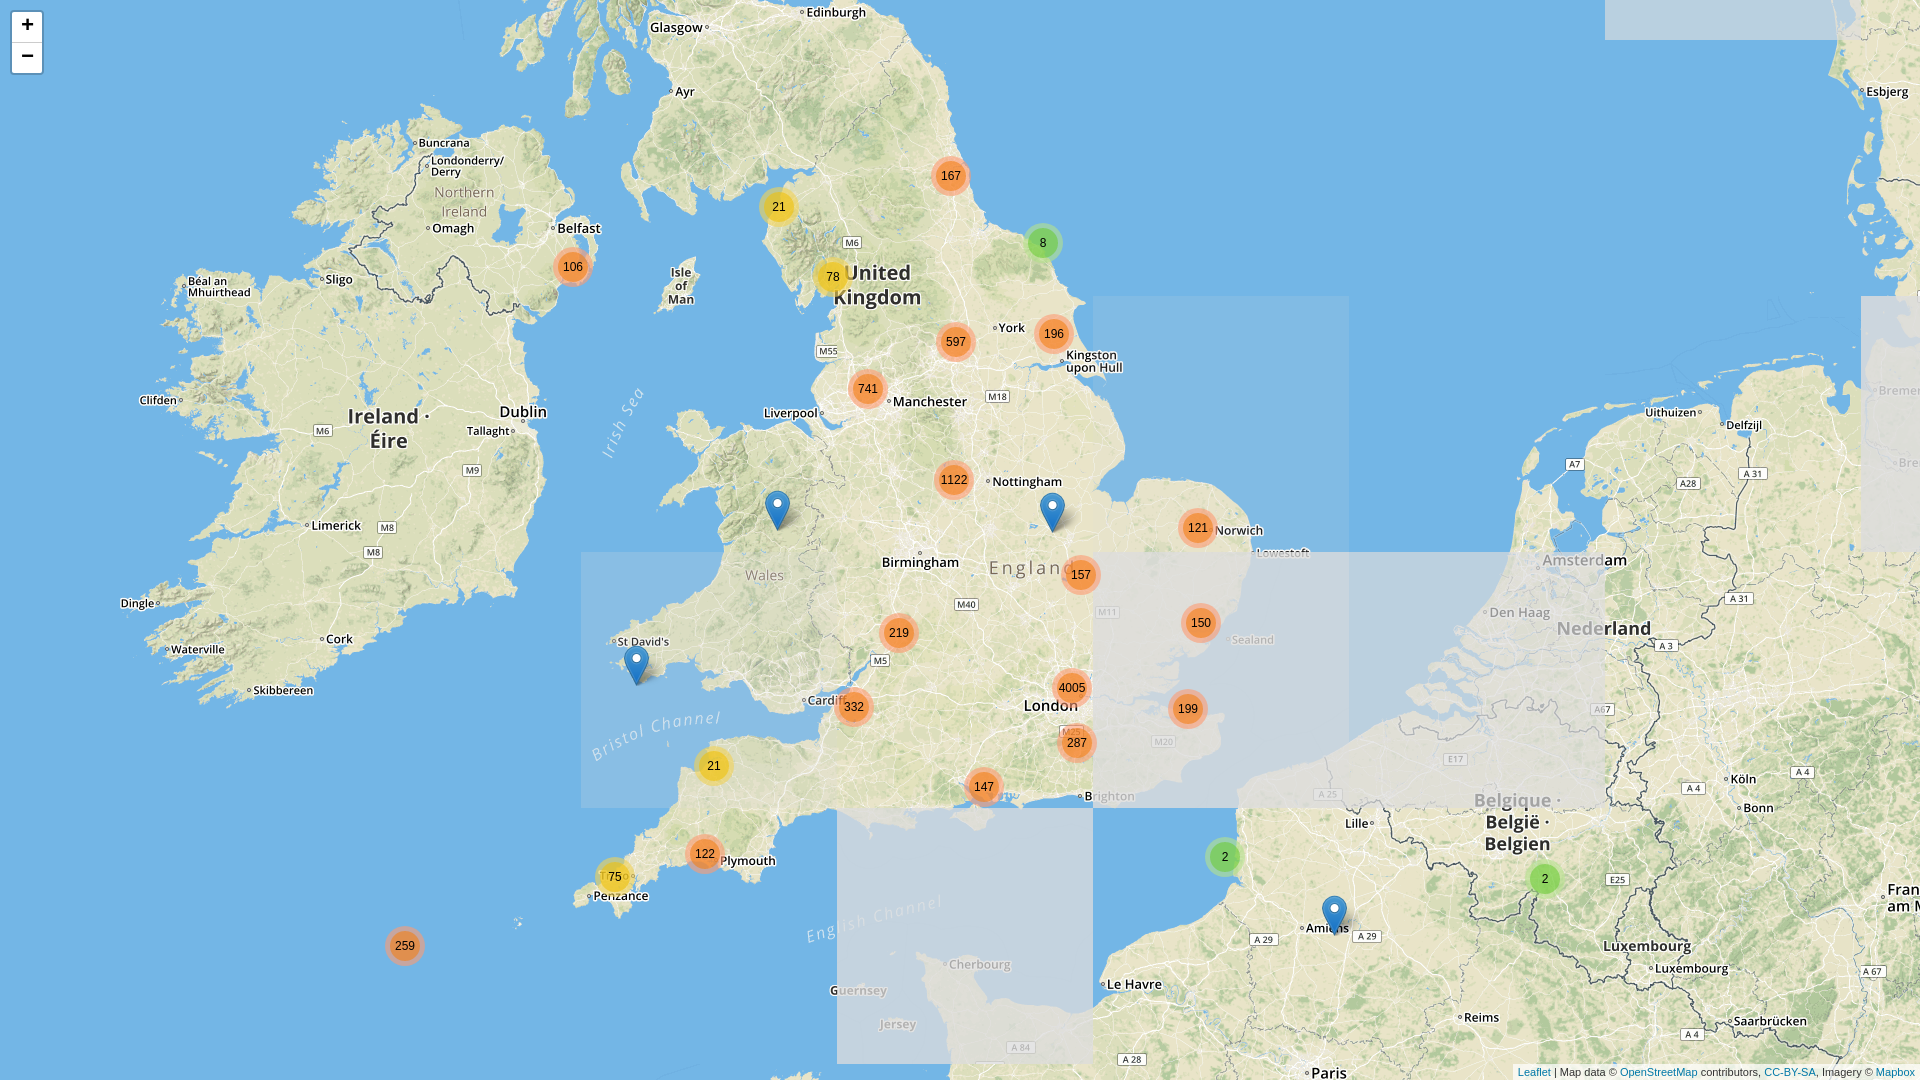 +
−
Edinburgh
Glasgow
Ayr
Esbjerg
Buncrana
Londonderry/
Derry
Northern
Ireland
Omagh
Belfast
167
21
8
M6
106
78
United
Kingdom
Isle
of
Man
Sligo
Béal an
Mhuirthead
York
196
597
M55
Kingston
upon Hull
741
Manchester
M18
Clifden
Liverpool
Dublin
Tallaght
Ireland ·
Éire
M6
M9
Irish Sea
Uithuizen
Delfzijl
A7
A 31
A28
1122
Nottingham
Limerick
M8
M8
121
Norwich
Lowestoft
Birmingham
England
157
Wales
Amsterdam
Dingle
M40
M11
A 31
Den Haag
Nederland
150
219
Sealand
Cork
Waterville
St David's
M5
A 3
Skibbereen
4005
London
Cardiff
332
199
A67
Bristol Channel
M25
287
M20
E17
21
147
Brighton
A 25
Köln
A 4
A 4
Bonn
Belgique ·
België ·
Belgien
Lille
122
Plymouth
2
75
Penzance
2
E25
Fran
am M
English Channel
259
Amiens
A 29
A 29
Luxembourg
Luxembourg
A 67
Cherbourg
Le Havre
Guernsey
Jersey
Reims
Saarbrücken
A 84
A 28
A 4
Paris
Leaflet | Map data © OpenStreetMap contributors, CC-BY-SA, Imagery © Mapbox